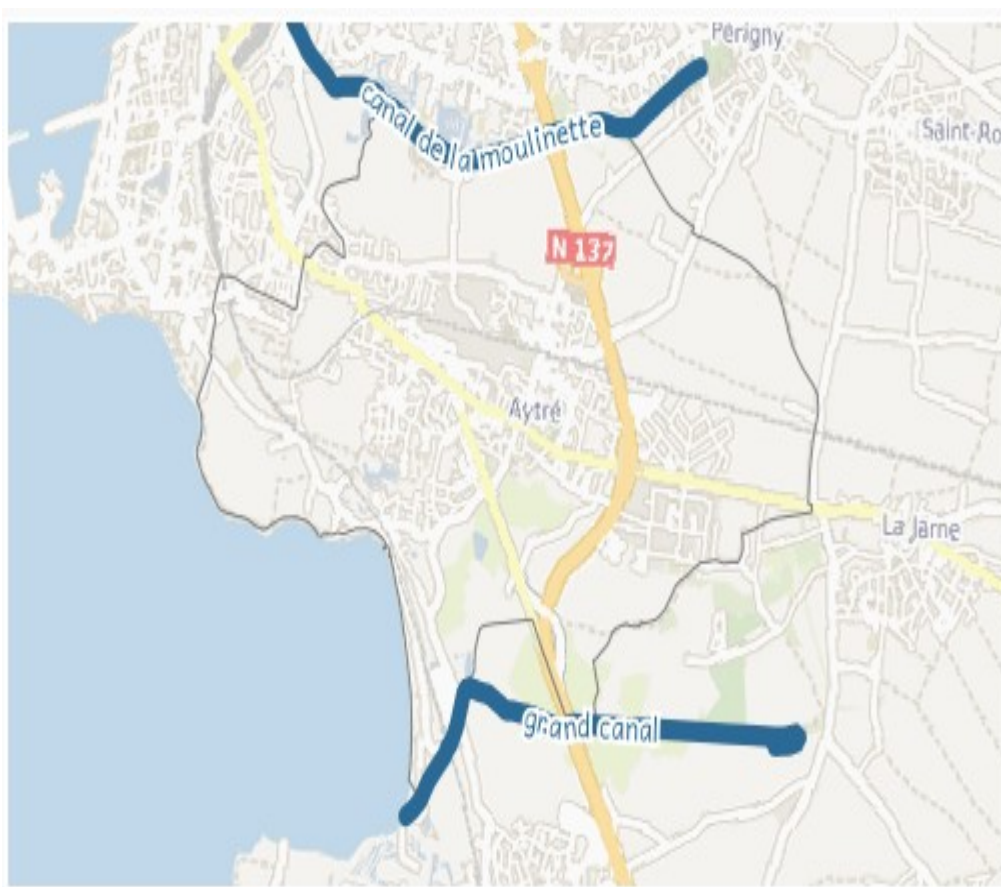 Périgny
canal de la moulinette
Saint-Ro
N 137
Aytré
La Jarne
grand canal